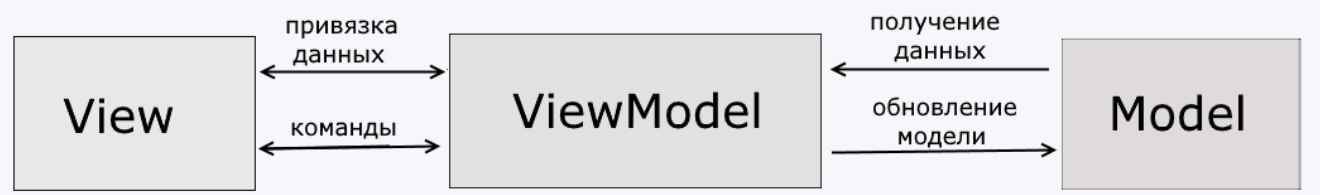 View
привязка
данных
команды
ViewModel
получение
данных
обновление
модели
Model